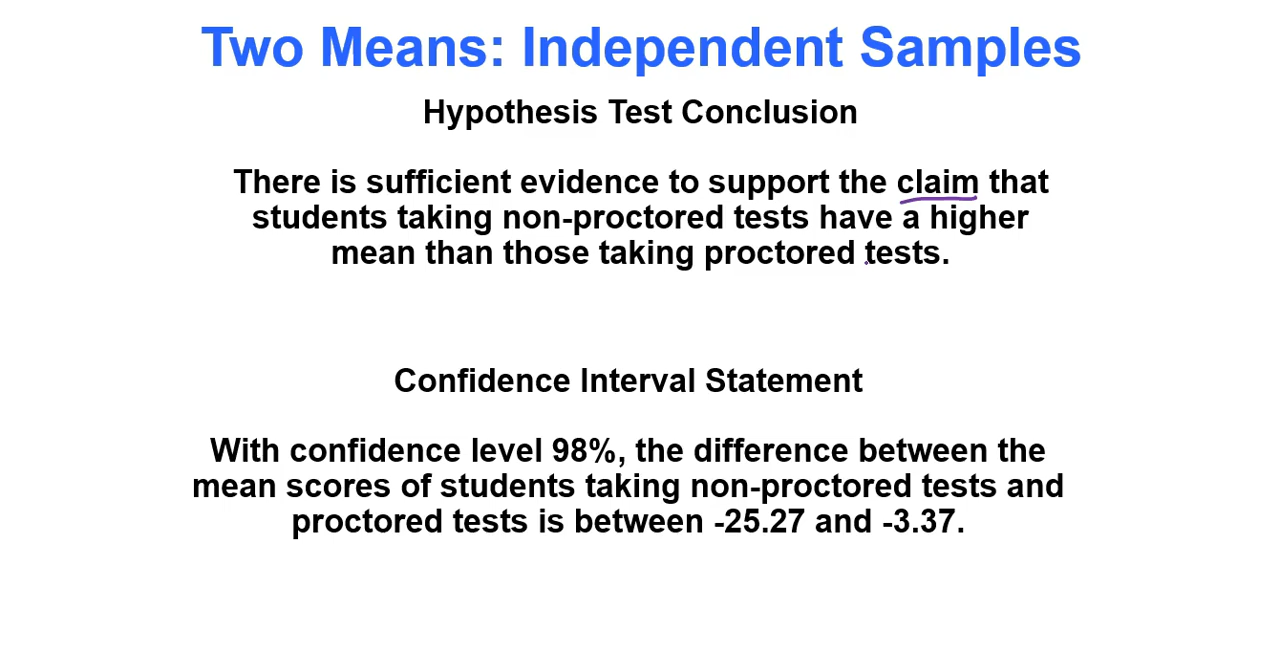 Two Means: Independent Samples
Hypothesis Test Conclusion
There is sufficient evidence to support the claim that
students taking non-proctored tests have a higher
mean than those taking proctored tests.
Confidence Interval Statement
With confidence level 98%, the difference between the
mean scores of students taking non-proctored tests and
proctored tests is between -25.27 and -3.37.